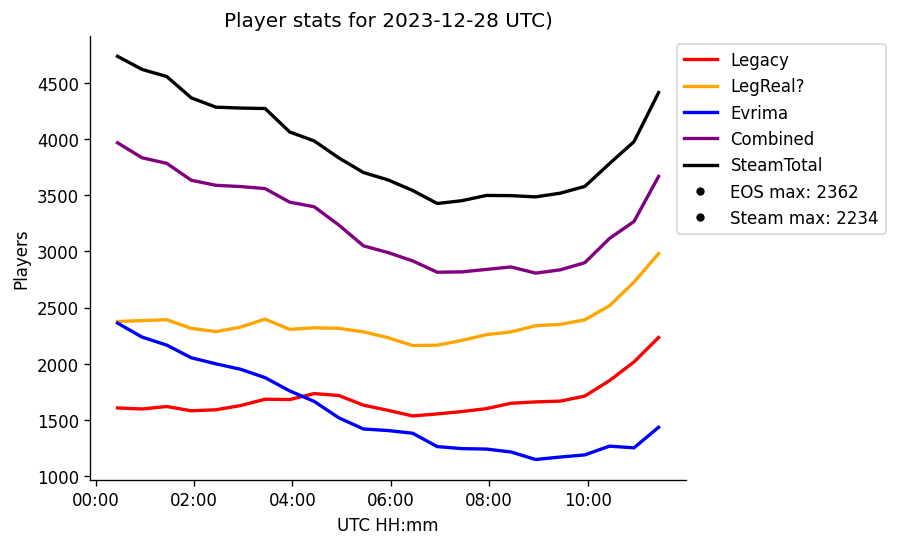 Player stats for 2023-12-28 UTC)
Legacy
LegReal?
Evrima
Combined
SteamTotal
EOS max: 2362
Steam max: 2234
Players
4500
4000
3500
3000
2500
2000
1500
1000
00:00
02:00
04:00
06:00
08:00
10:00
UTC HH:mm